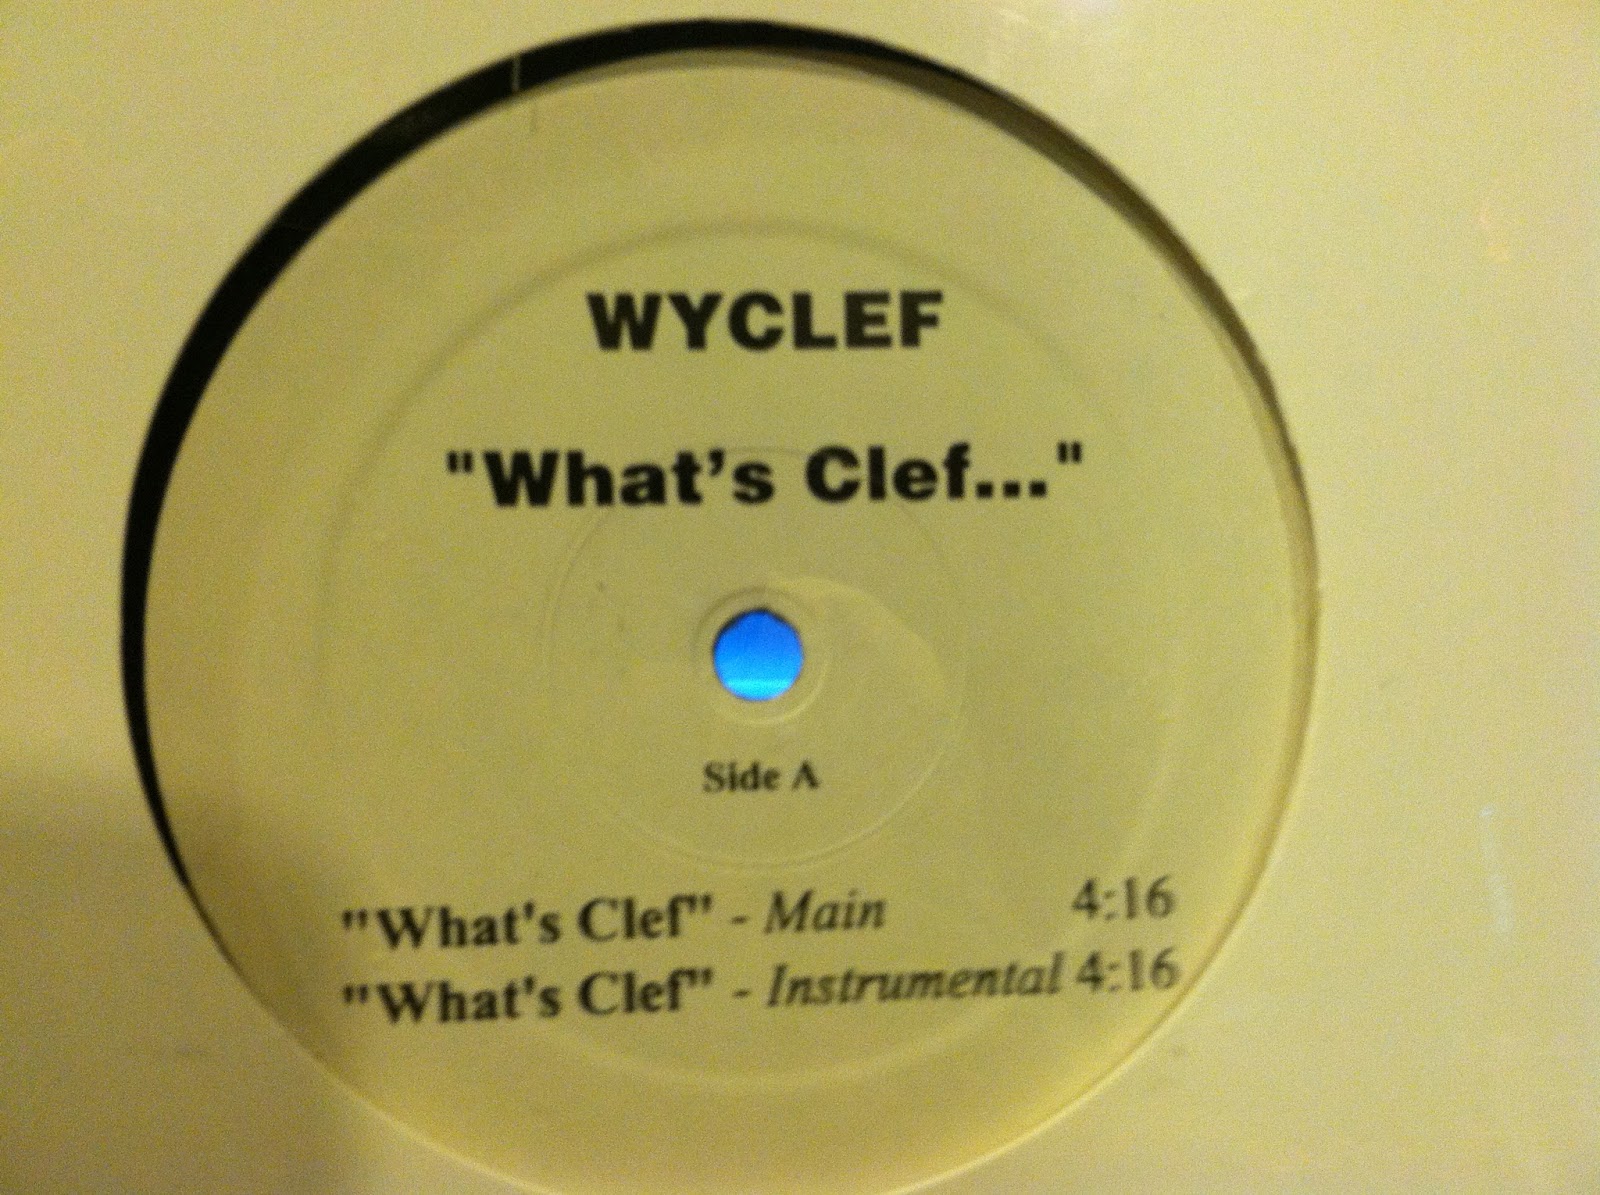 WYCLEF
"What's Clef..."
Side A
"What's Clef" - Main 4:16
"What's Clef" - Instrumental 4:16